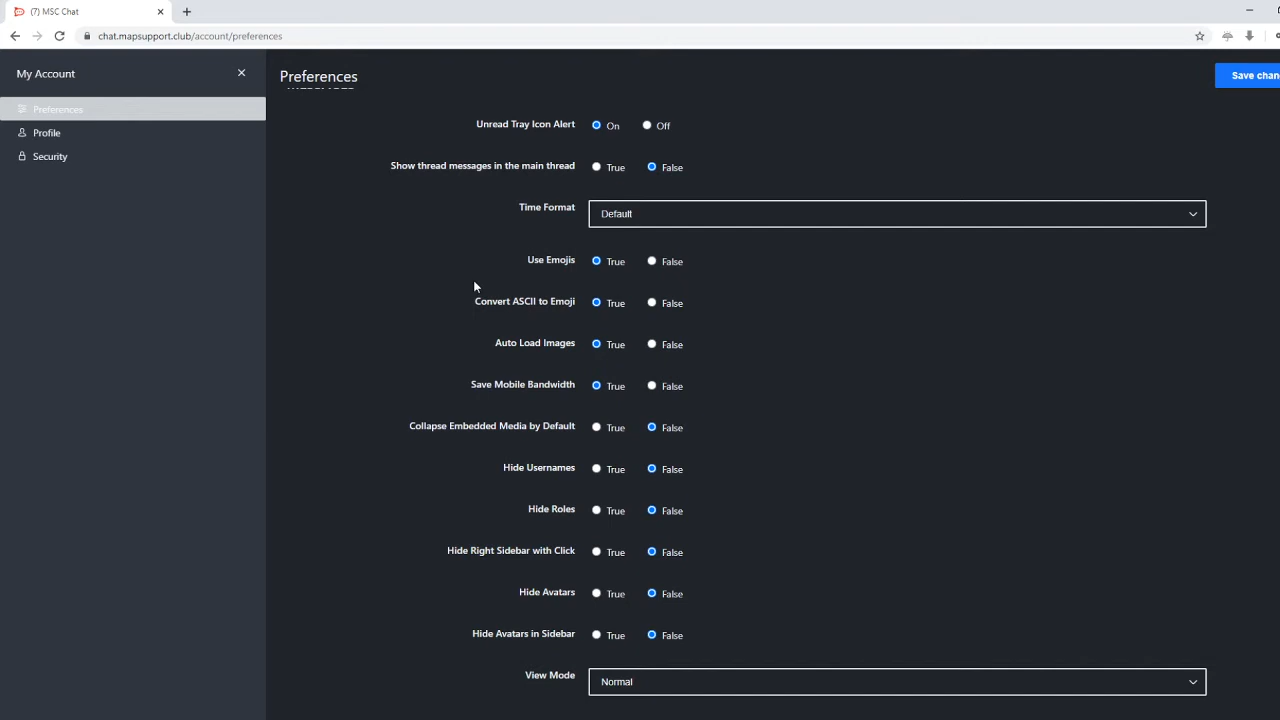 (7) MSC Chat
chat.mapsupport.club/account/preferences
My Account
Preferences
Save chan
Preferences
Profile
Security
Unread Tray Icon Alert On Off
Show thread messages in the main thread True False
Time Format Default
Use Emojis True False
Convert ASCII to Emoji True False
Auto Load Images True False
Save Mobile Bandwidth True False
Collapse Embedded Media by Default True False
Hide Usernames True False
Hide Roles True False
Hide Right Sidebar with Click True False
Hide Avatars True False
Hide Avatars in Sidebar True False
View Mode Normal